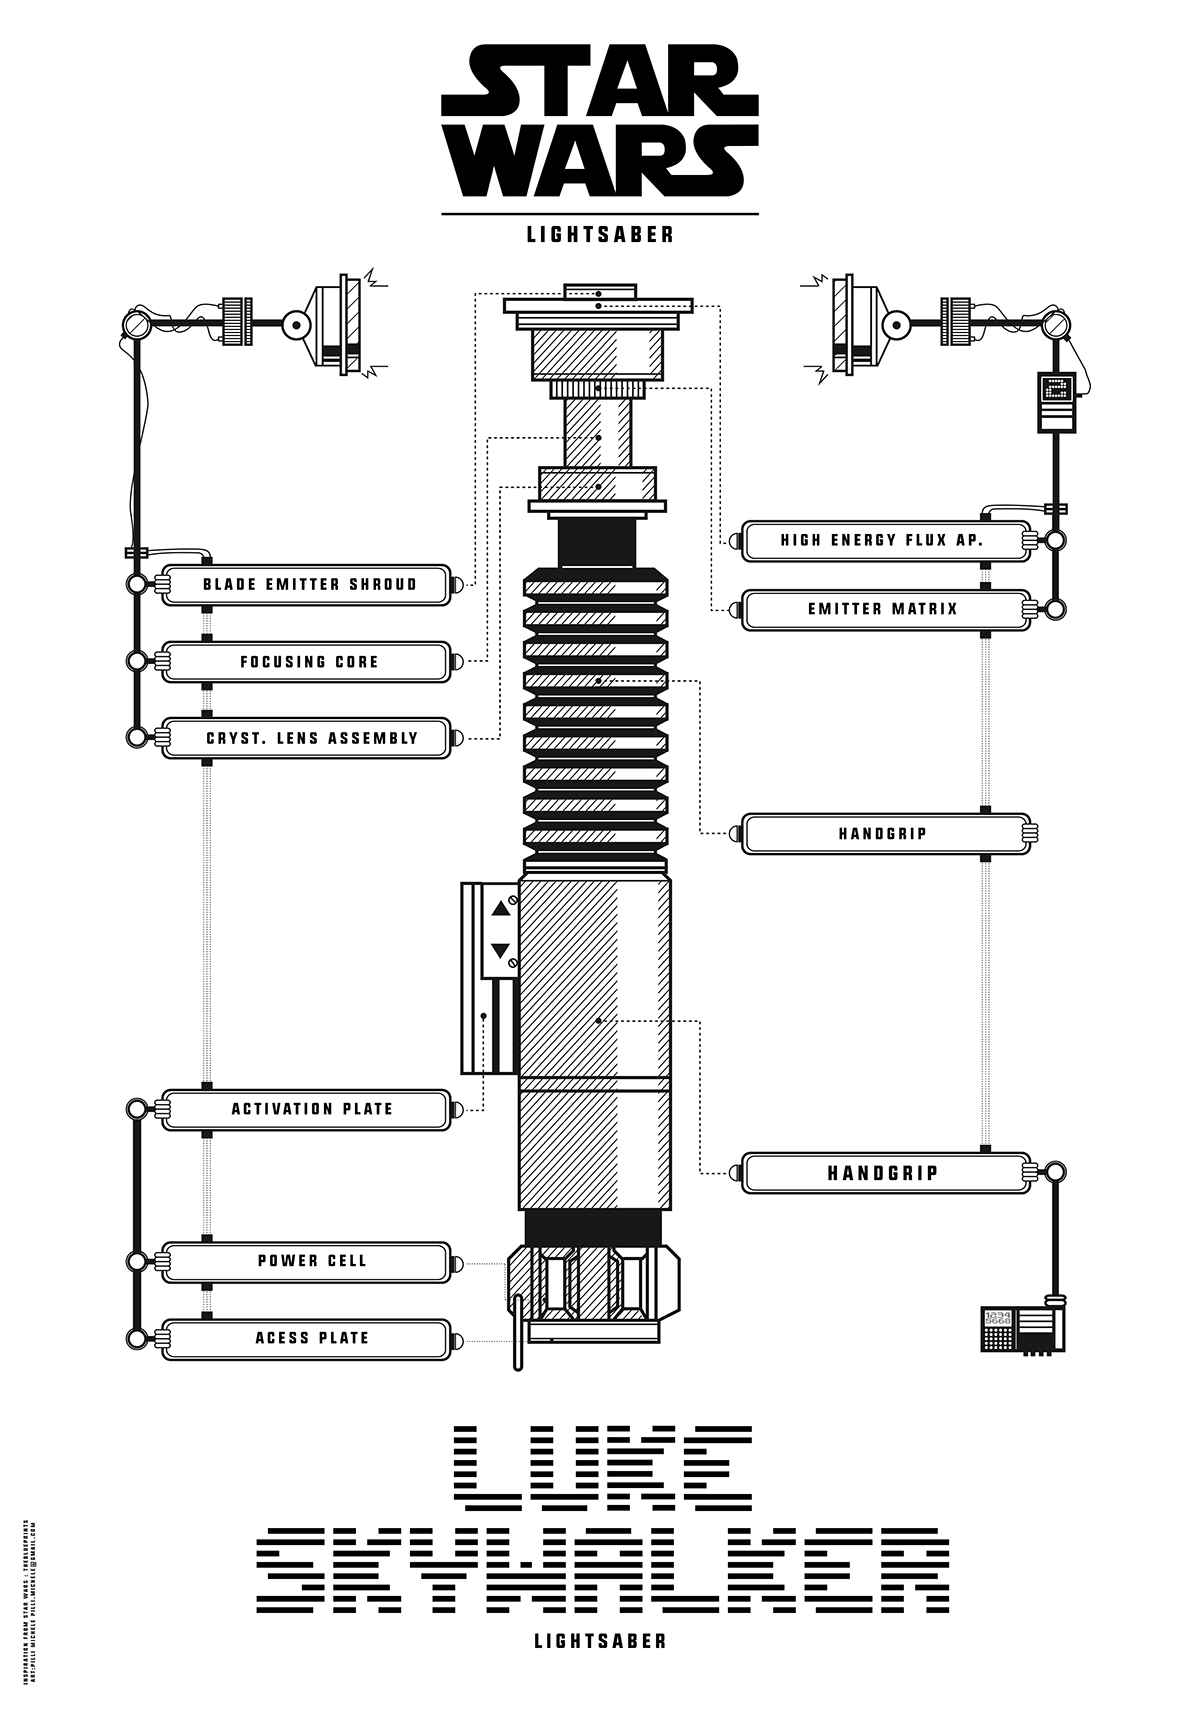 STAR
WARS
LIGHTSABER
HIGH ENERGY FLUX AP.
BLADE EMITTER SHROUD
EMITTER MATRIX
FOCUSING CORE
CRYST. LENS ASSEMBLY
HANDGRIP
ACTIVATION PLATE
HANDGRIP
POWER CELL
ACESS PLATE
2
1234
5668
LUKE
SKYWALKER
LIGHTSABER
INSPIRATION FROM STAR WARS : THEBLUEPRINTS
ART:PILLI MICHELE PILLI.MICHELE@GMAIL.COM